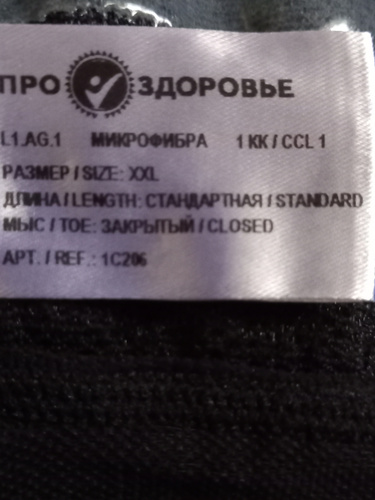 ПРО ЗДОРОВЬЕ
L1.AG.1 МИКРОФИБРА 1 КК / CCL 1
РАЗМЕР / SIZE: XXL
ДЛИНА / LENGTH: СТАНДАРТНАЯ / STANDARD
МЫС / TOE: ЗАКРЫТЫЙ / CLOSED
АРТ. / REF.: 1C206